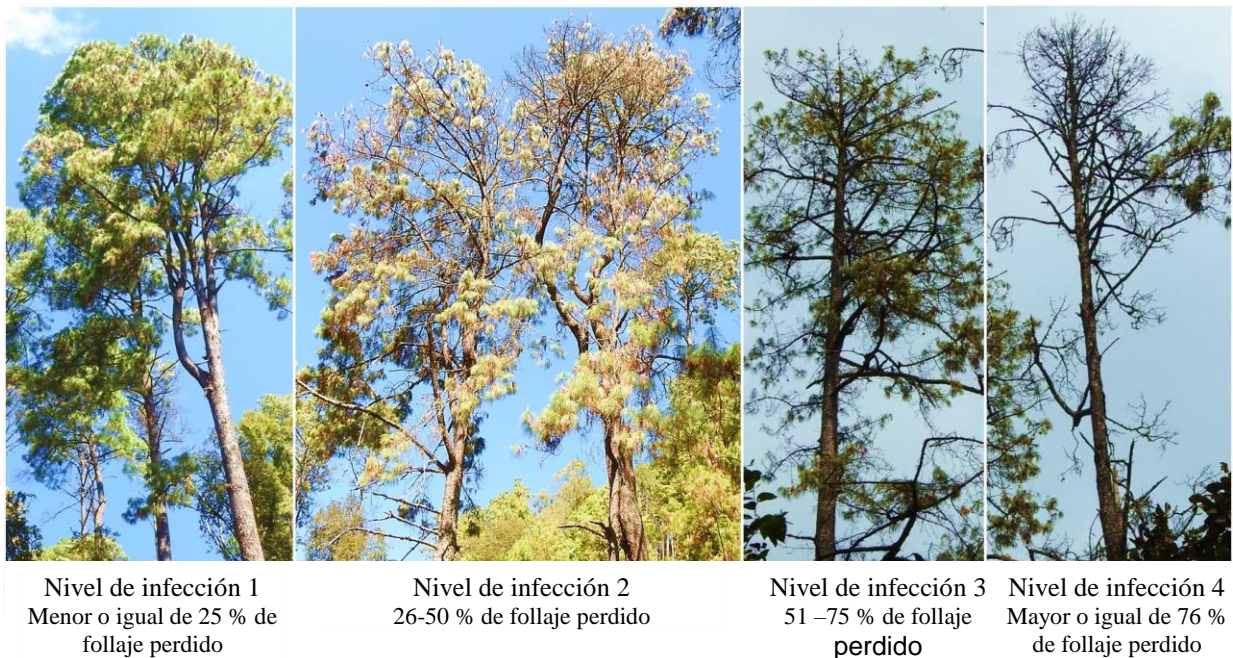 Nivel de infección 1
Menor o igual de 25 % de
follaje perdido
Nivel de infección 2
26-50 % de follaje perdido
Nivel de infección 3
51 –75 % de follaje
perdido
Nivel de infección 4
Mayor o igual de 76 %
de follaje perdido